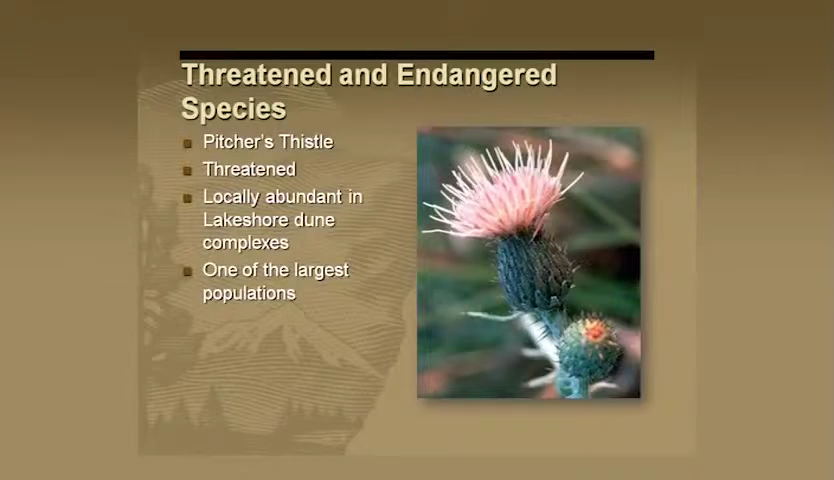 Threatened and Endangered
Species
Pitcher's Thistle
Threatened
Locally abundant in
Lakeshore dune
complexes
One of the largest
populations